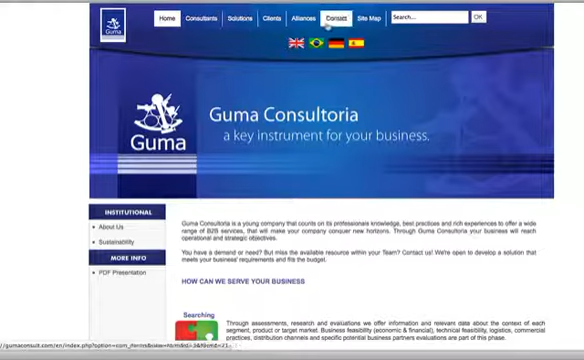 Home Consultants Solutions Clients Alliances Contact Site Map Search... OK
Guma
Guma Consultoria
a key instrument for your business.
Guma
INSTITUTIONAL
About Us
Sustainability
MORE INFO
PDF Presentation
Guma Consultoria is a young company that counts on its professionals knowledge, best practices and rich experiences to offer a wide
range of B2B services, that will make your company conquer new horizons. Through Guma Consultoria your business will reach
operational and strategic objectives.
You have a demand or need? But miss the available resource within your Team? Contact us! We're open to develop a solution that
meets your business' requirements and fits the budget.
HOW CAN WE SERVE YOUR BUSINESS
Searching
Through assessments, research and evaluations we offer information and relevant data about the context of each
segment, product or target market. Business feasibility (economic & financial), technical feasibility, logistics, commercial
practices, distribution channels and specific potential business partners evaluations are part of this phase.